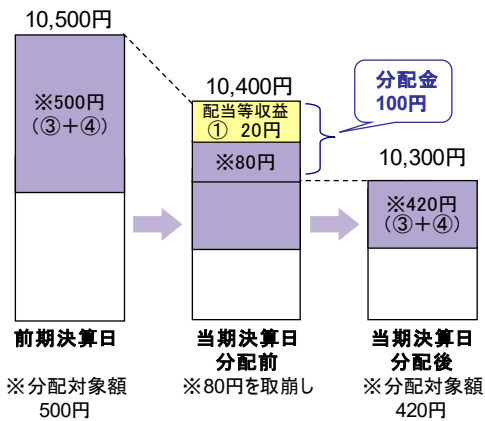 10,500円
※500円
(③+④)
10,400円
配当等収益
① 20円
※80円
分配金
100円
10,300円
※420円
(③+④)
前期決算日
当期決算日
分配前
当期決算日
分配後
※分配対象額
500円
※80円を取崩し
※分配対象額
420円